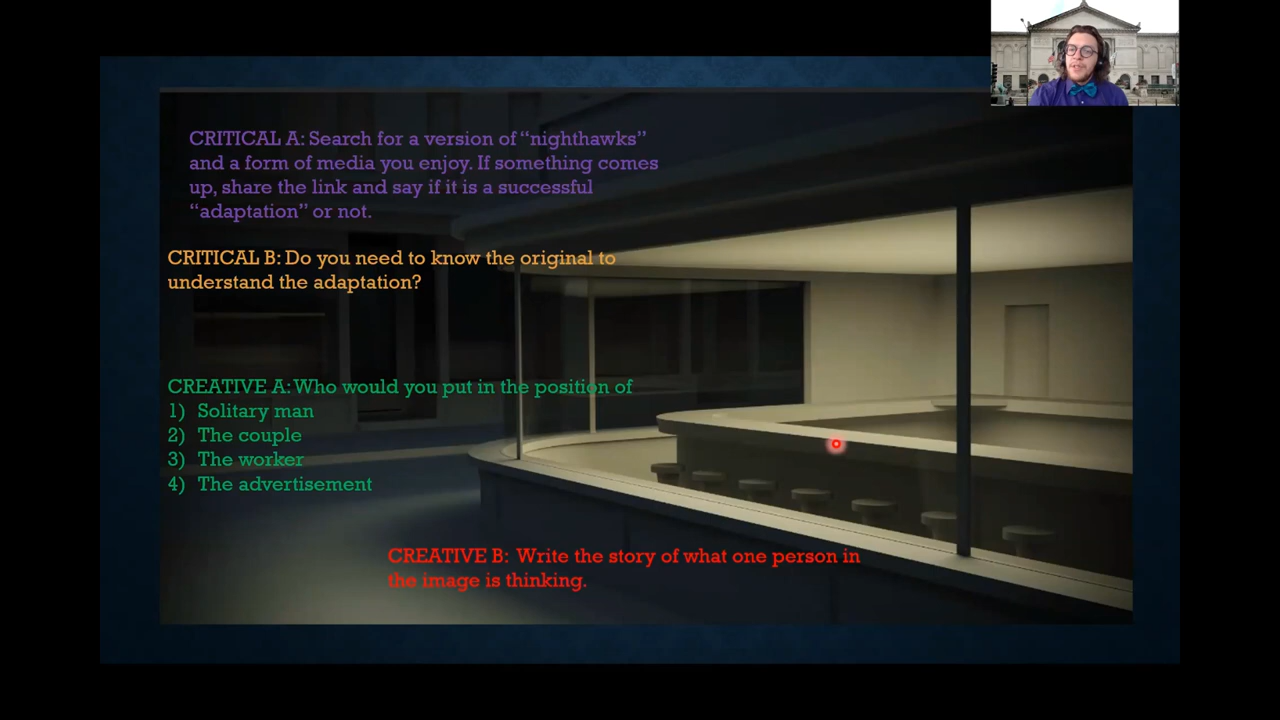 CRITICAL A: Search for a version of “nighthawks”
and a form of media you enjoy. If something comes
up, share the link and say if it is a successful
“adaptation” or not.
CRITICAL B: Do you need to know the original to
understand the adaptation?
CREATIVE A: Who would you put in the position of
1) Solitary man
2) The couple
3) The worker
4) The advertisement
CREATIVE B: Write the story of what one person in
the image is thinking.